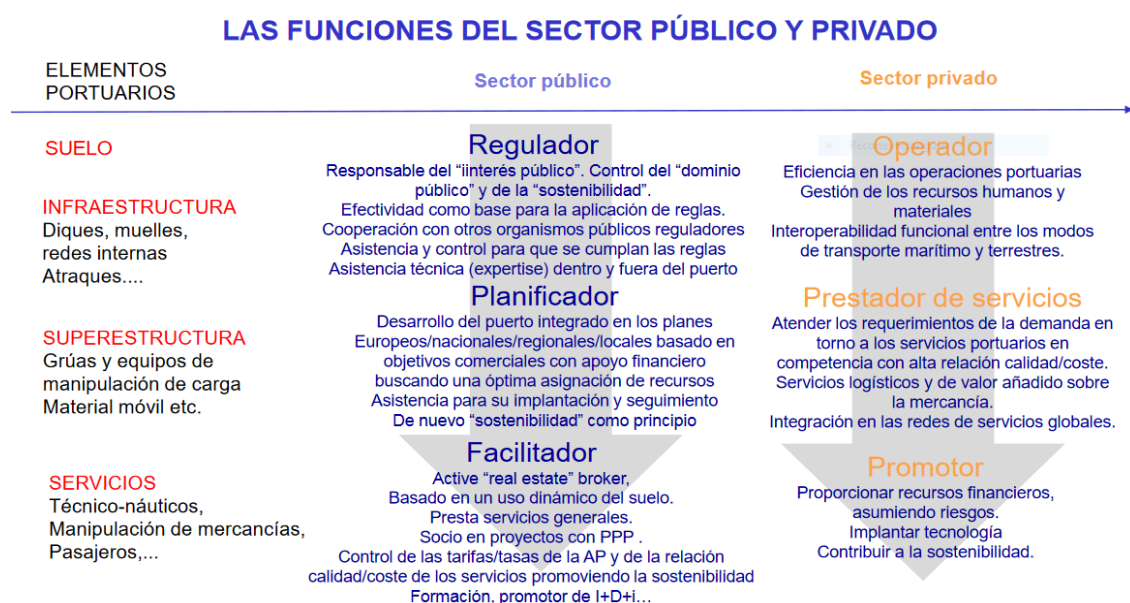 LAS FUNCIONES DEL SECTOR PÚBLICO Y PRIVADO
ELEMENTOS
PORTUARIOS
Sector público
Sector privado
SUELO
INFRAESTRUCTURA
Diques, muelles,
redes internas
Atraques....
SUPERESTRUCTURA
Grúas y equipos de
manipulación de carga
Material móvil etc.
SERVICIOS
Técnico-náuticos,
Manipulación de mercancías,
Pasajeros,...
Regulador
Responsable del “iinterés público”. Control del “dominio
público” y de la “sostenibilidad”.
Efectividad como base para la aplicación de reglas.
Cooperación con otros organismos públicos reguladores
Asistencia y control para que se cumplan las reglas
Asistencia técnica (expertise) dentro y fuera del puerto
Planificador
Desarrollo del puerto integrado en los planes
Europeos/nacionales/regionales/locales basado en
objetivos comerciales con apoyo financiero
buscando una óptima asignación de recursos
Asistencia para su implantación y seguimiento
De nuevo “sostenibilidad” como principio
Facilitador
Active “real estate” broker,
Basado en un uso dinámico del suelo.
Presta servicios generales.
Socio en proyectos con PPP .
Control de las tarifas/tasas de la AP y de la relación
calidad/coste de los servicios promoviendo la sostenibilidad
Formación, promotor de I+D+i…
Operador
Eficiencia en las operaciones portuarias
Gestión de los recursos humanos y
materiales
Interoperabilidad funcional entre los modos
de transporte marítimo y terrestres.
Prestador de servicios
Atender los requerimientos de la demanda en
torno a los servicios portuarios en
competencia con alta relación calidad/coste.
Servicios logísticos y de valor añadido sobre
la mercancía.
Integración en las redes de servicios globales.
Promotor
Proporcionar recursos financieros,
asumiendo riesgos.
Implantar tecnología
Contribuir a la sostenibilidad.